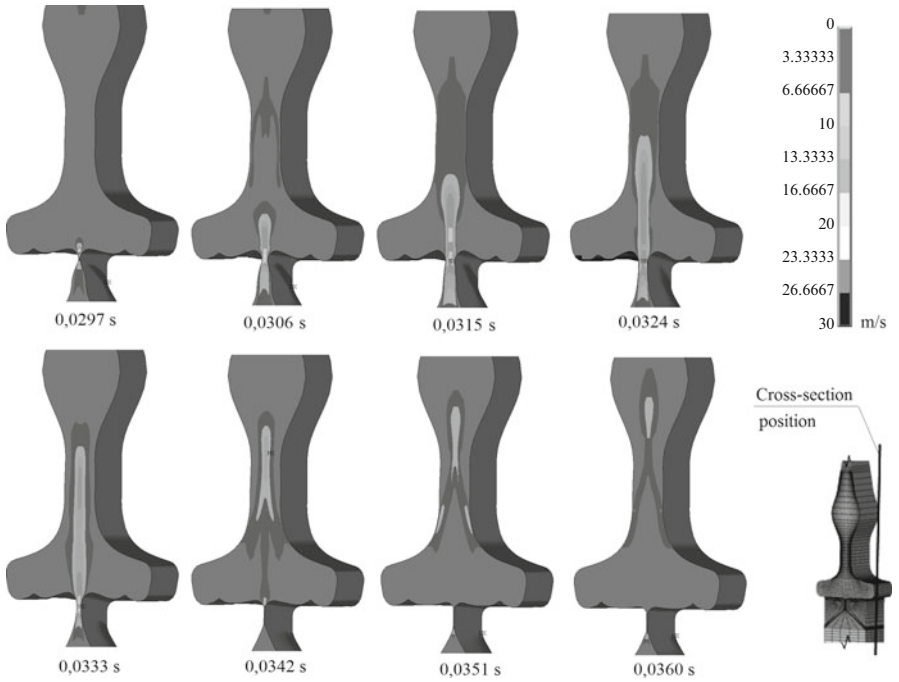 0
3.33333
6.66667
10
13.3333
16.6667
20
23.3333
26.6667
30 m/s
0,0297 s
0,0306 s
0,0315 s
0,0324 s
Cross-section
position
0,0333 s
0,0342 s
0,0351 s
0,0360 s